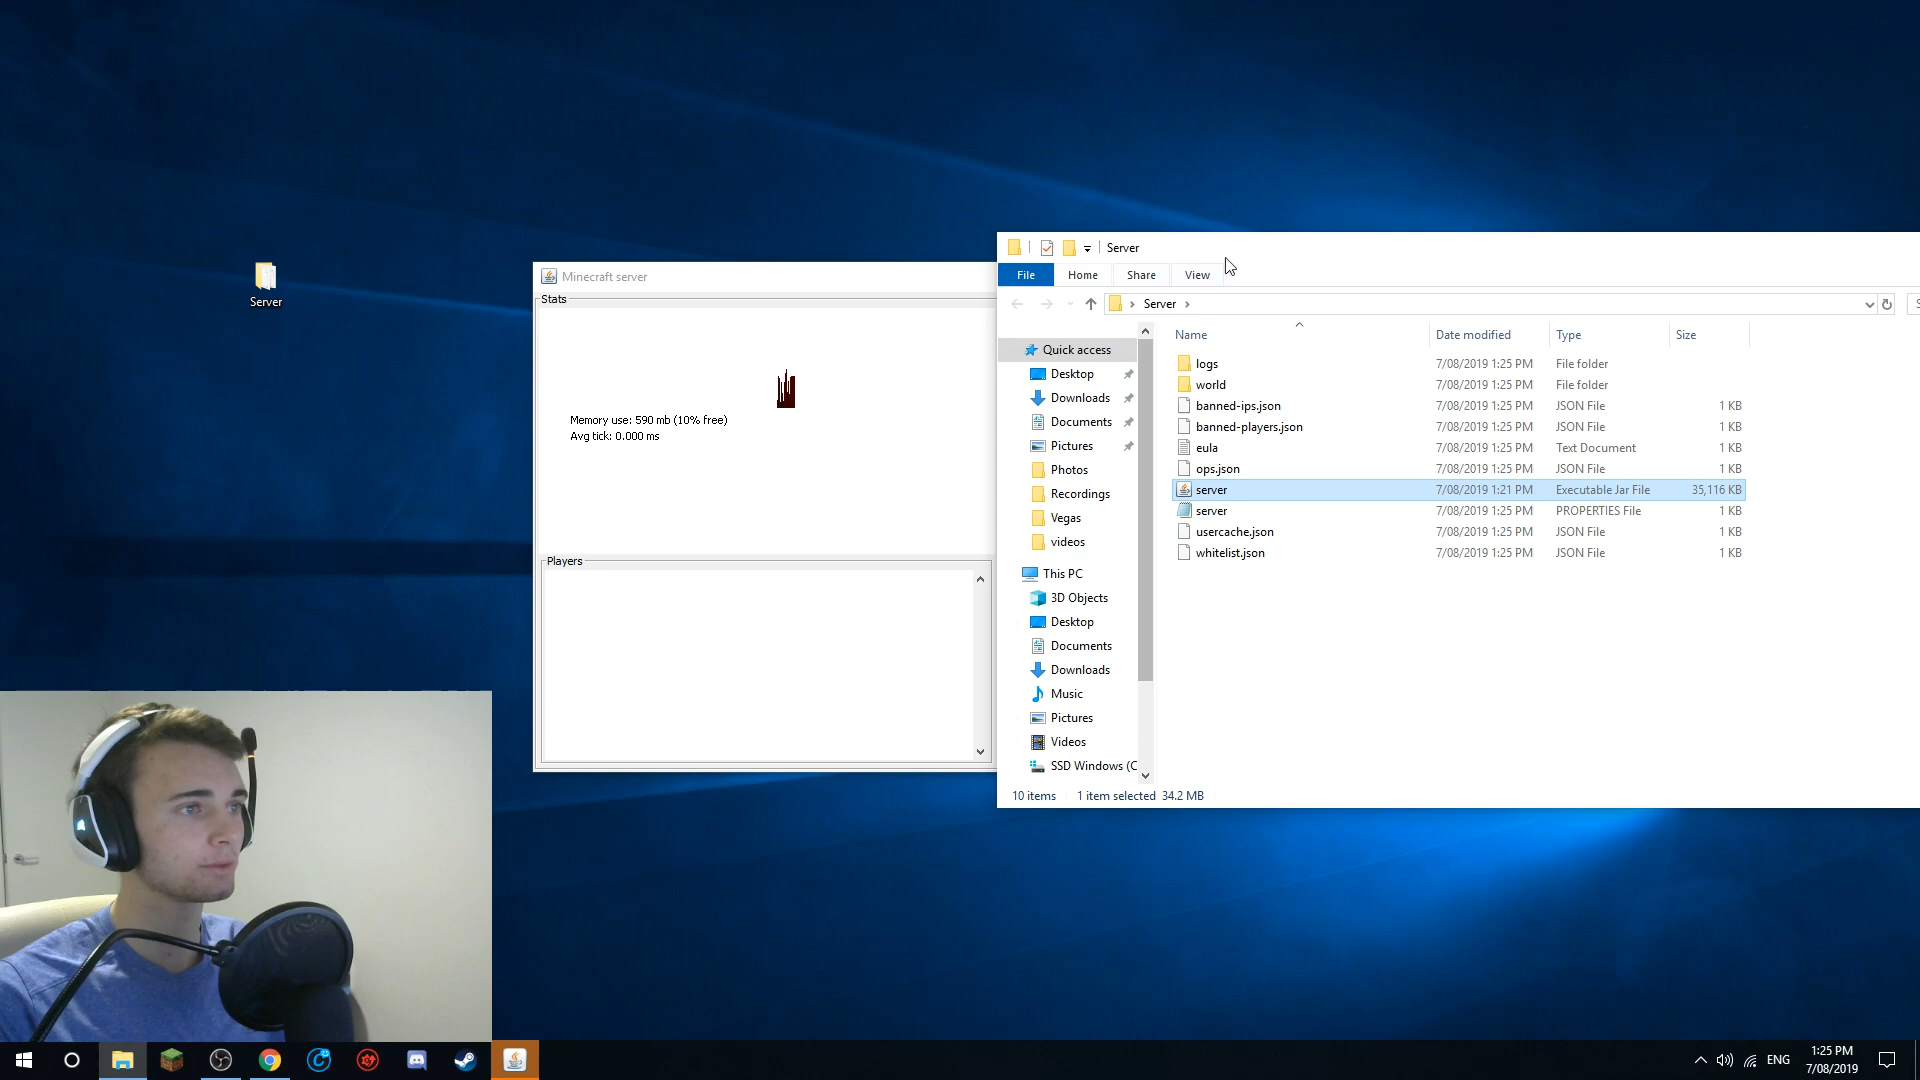 Server
Minecraft server
Stats
Memory use: 590 mb (10% free)
Avg tick: 0.000 ms
Players
Server
File Home Share View
Server
Name Date modified Type Size
logs 7/08/2019 1:25 PM File folder
world 7/08/2019 1:25 PM File folder
banned-ips.json 7/08/2019 1:25 PM JSON File 1 KB
banned-players.json 7/08/2019 1:25 PM JSON File 1 KB
eula 7/08/2019 1:25 PM Text Document 1 KB
ops.json 7/08/2019 1:25 PM JSON File 1 KB
server 7/08/2019 1:21 PM Executable Jar File 35,116 KB
server 7/08/2019 1:25 PM PROPERTIES File 1 KB
usercache.json 7/08/2019 1:25 PM JSON File 1 KB
whitelist.json 7/08/2019 1:25 PM JSON File 1 KB
Quick access
Desktop
Downloads
Documents
Pictures
Photos
Recordings
Vegas
videos
This PC
3D Objects
Desktop
Documents
Downloads
Music
Pictures
Videos
SSD Windows (C
10 items 1 item selected 34.2 MB
ENG
1:25 PM
7/08/2019